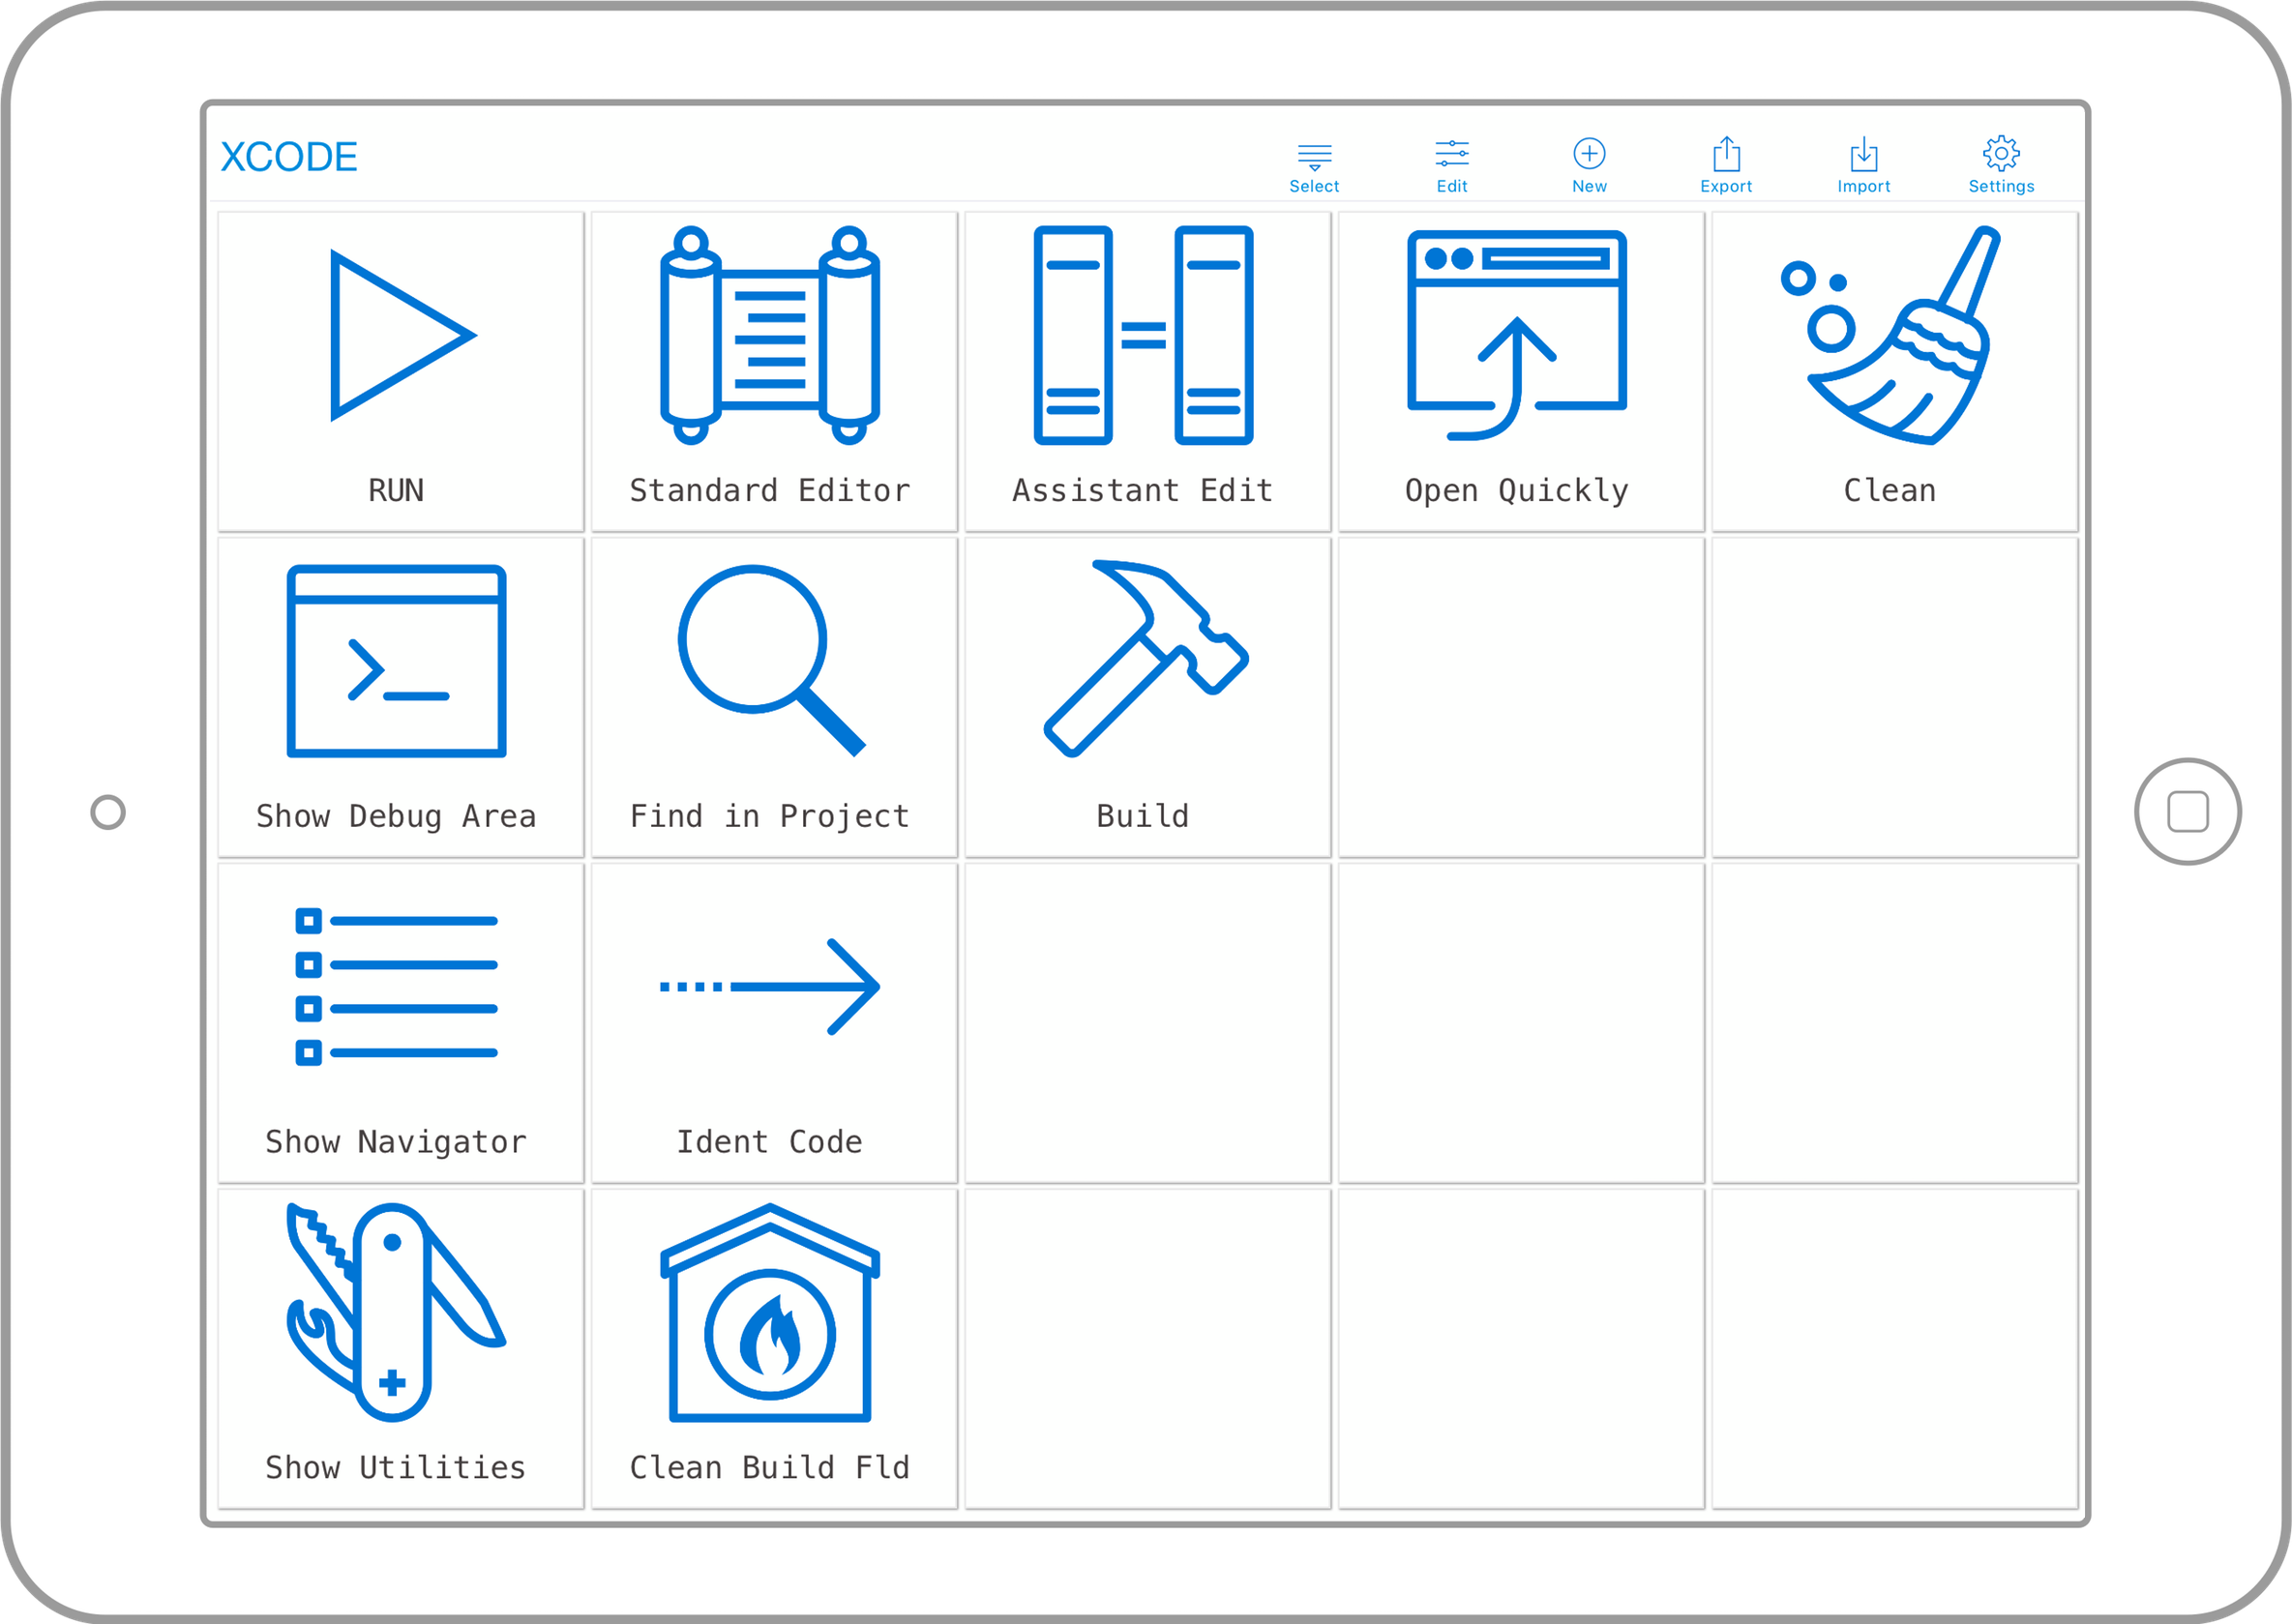 XCODE
Select
Edit
New
Export
Import
Settings
RUN
Standard Editor
Assistant Edit
Open Quickly
Clean
Show Debug Area
Find in Project
Build
Show Navigator
Ident Code
Show Utilities
Clean Build Fld